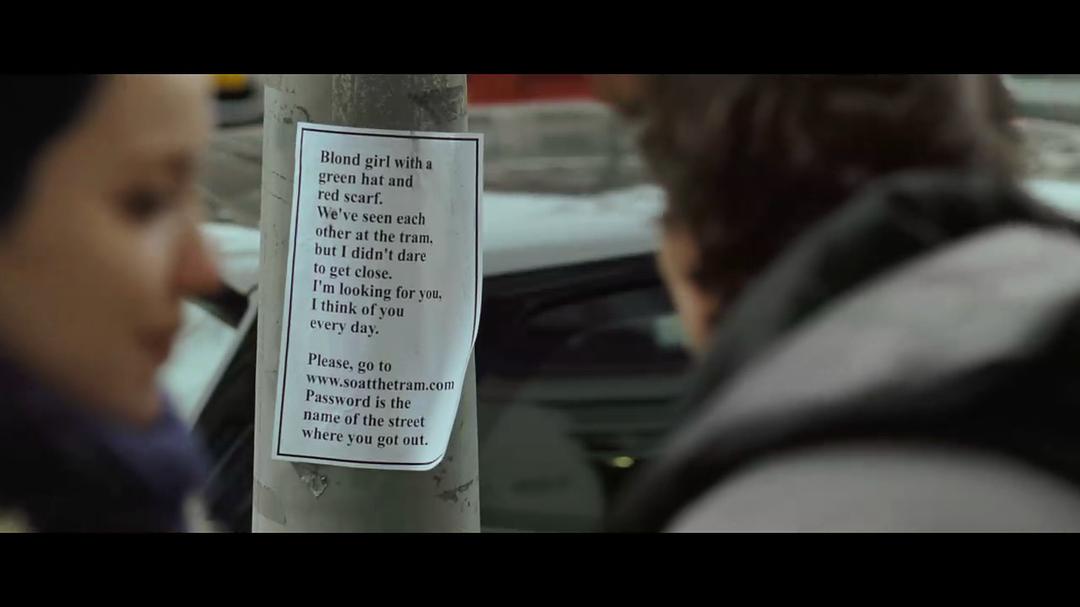 Blond girl with a
green hat and
red scarf.
We've seen each
other at the tram,
but I didn't dare
to get close.
I'm looking for you,
I think of you
every day.
Please, go to
www.soatthetram.com
Password is the
name of the street
where you got out.